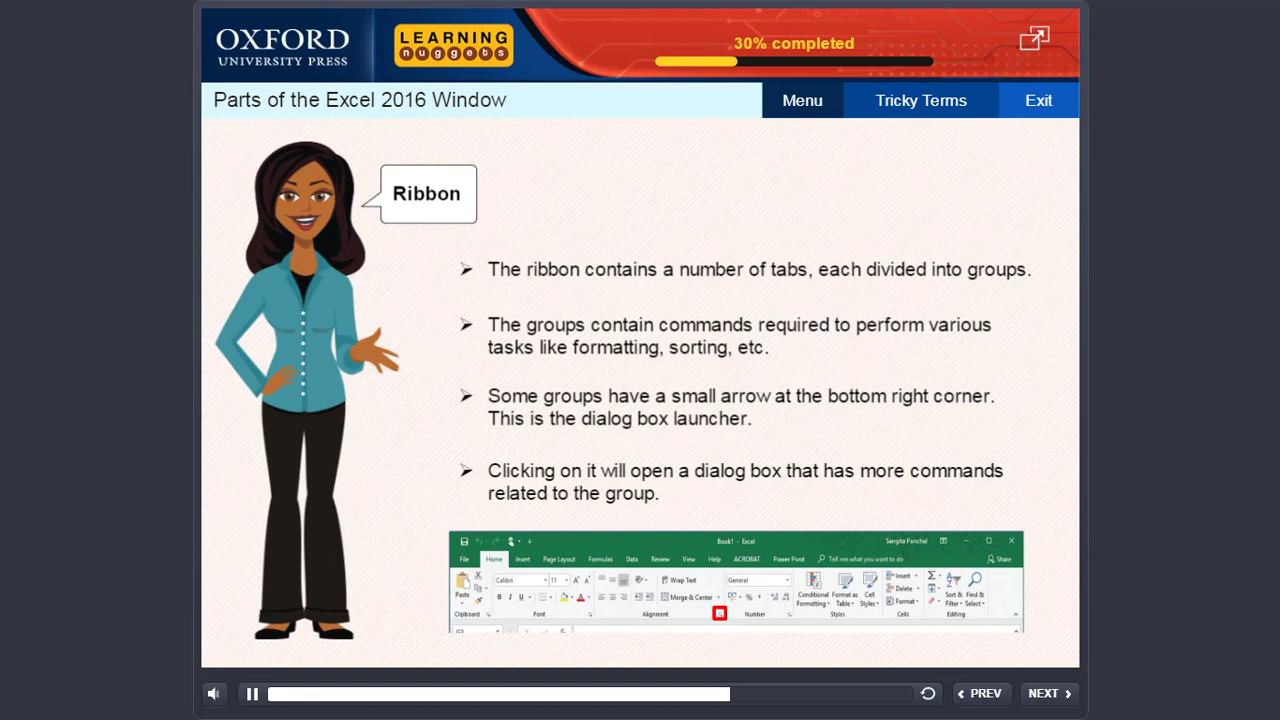 OXFORD
UNIVERSITY PRESS
LEARNING
nuggets
30% completed
Parts of the Excel 2016 Window
Menu
Tricky Terms
Exit
Ribbon
➢ The ribbon contains a number of tabs, each divided into groups.
➢ The groups contain commands required to perform various
tasks like formatting, sorting, etc.
➢ Some groups have a small arrow at the bottom right corner.
This is the dialog box launcher.
➢ Clicking on it will open a dialog box that has more commands
related to the group.
Book1 - Excel
Sangita Panchal
File Home Insert Page Layout Formulas Data Review View Help ACROBAT Power Pivot Tell me what you want to do Share
Calibri 11 Wrap Text General Insert
Paste Conditional Format as Cell Delete Sort & Find &
B I U Merge & Center % Formatting Table Styles Format Filter Select
Clipboard Font Alignment Number Styles Cells Editing
PREV
NEXT